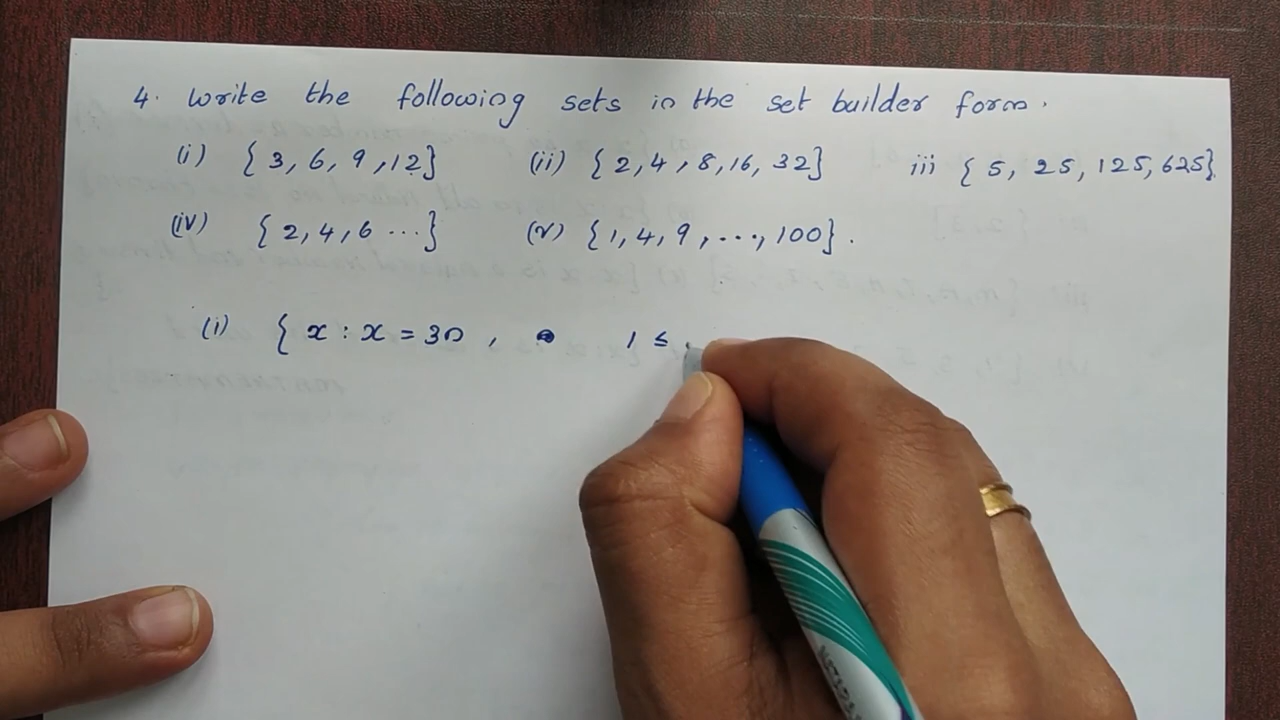 4. Write the following sets in the set builder form.
(i) {3, 6, 9, 12} (ii) {2, 4, 8, 16, 32} iii {5, 25, 125, 625}
(iv) {2, 4, 6 ...} (v) {1, 4, 9, ..., 100}.
(i) {x : x = 3n, 1 ≤